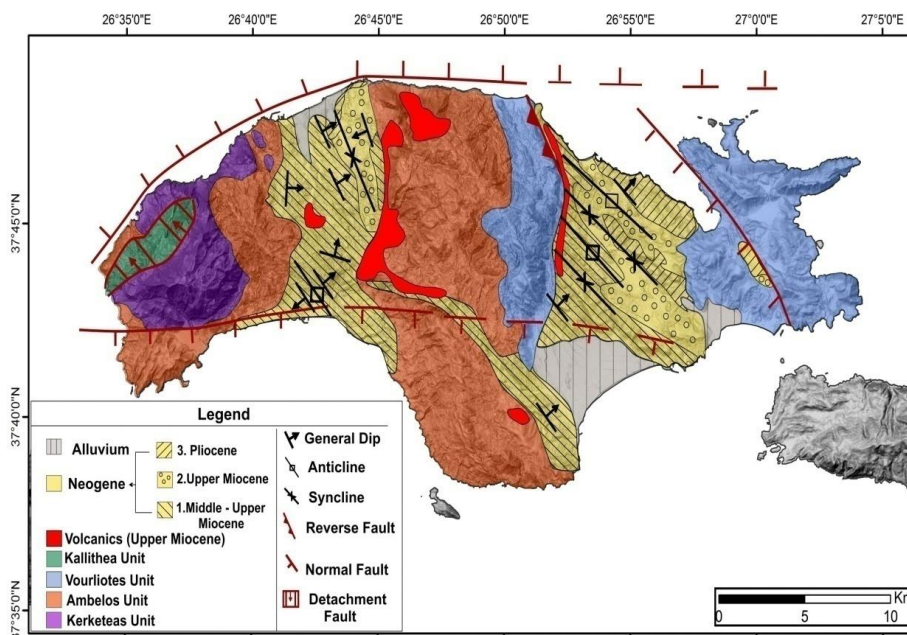 26°35'0"E 26°40'0"E 26°45'0"E 26°50'0"E 26°55'0"E 27°0'0"E 27°5'0"E
37°45'0"N
37°40'0"N
37°35'0"N
Legend
Alluvium
Neogene
3. Pliocene
2.Upper Miocene
1.Middle - Upper
Miocene
Volcanics (Upper Miocene)
Kallithea Unit
Vourliotes Unit
Ambelos Unit
Kerketeas Unit
General Dip
Anticline
Syncline
Reverse Fault
Normal Fault
Detachment
Fault
0 5 10